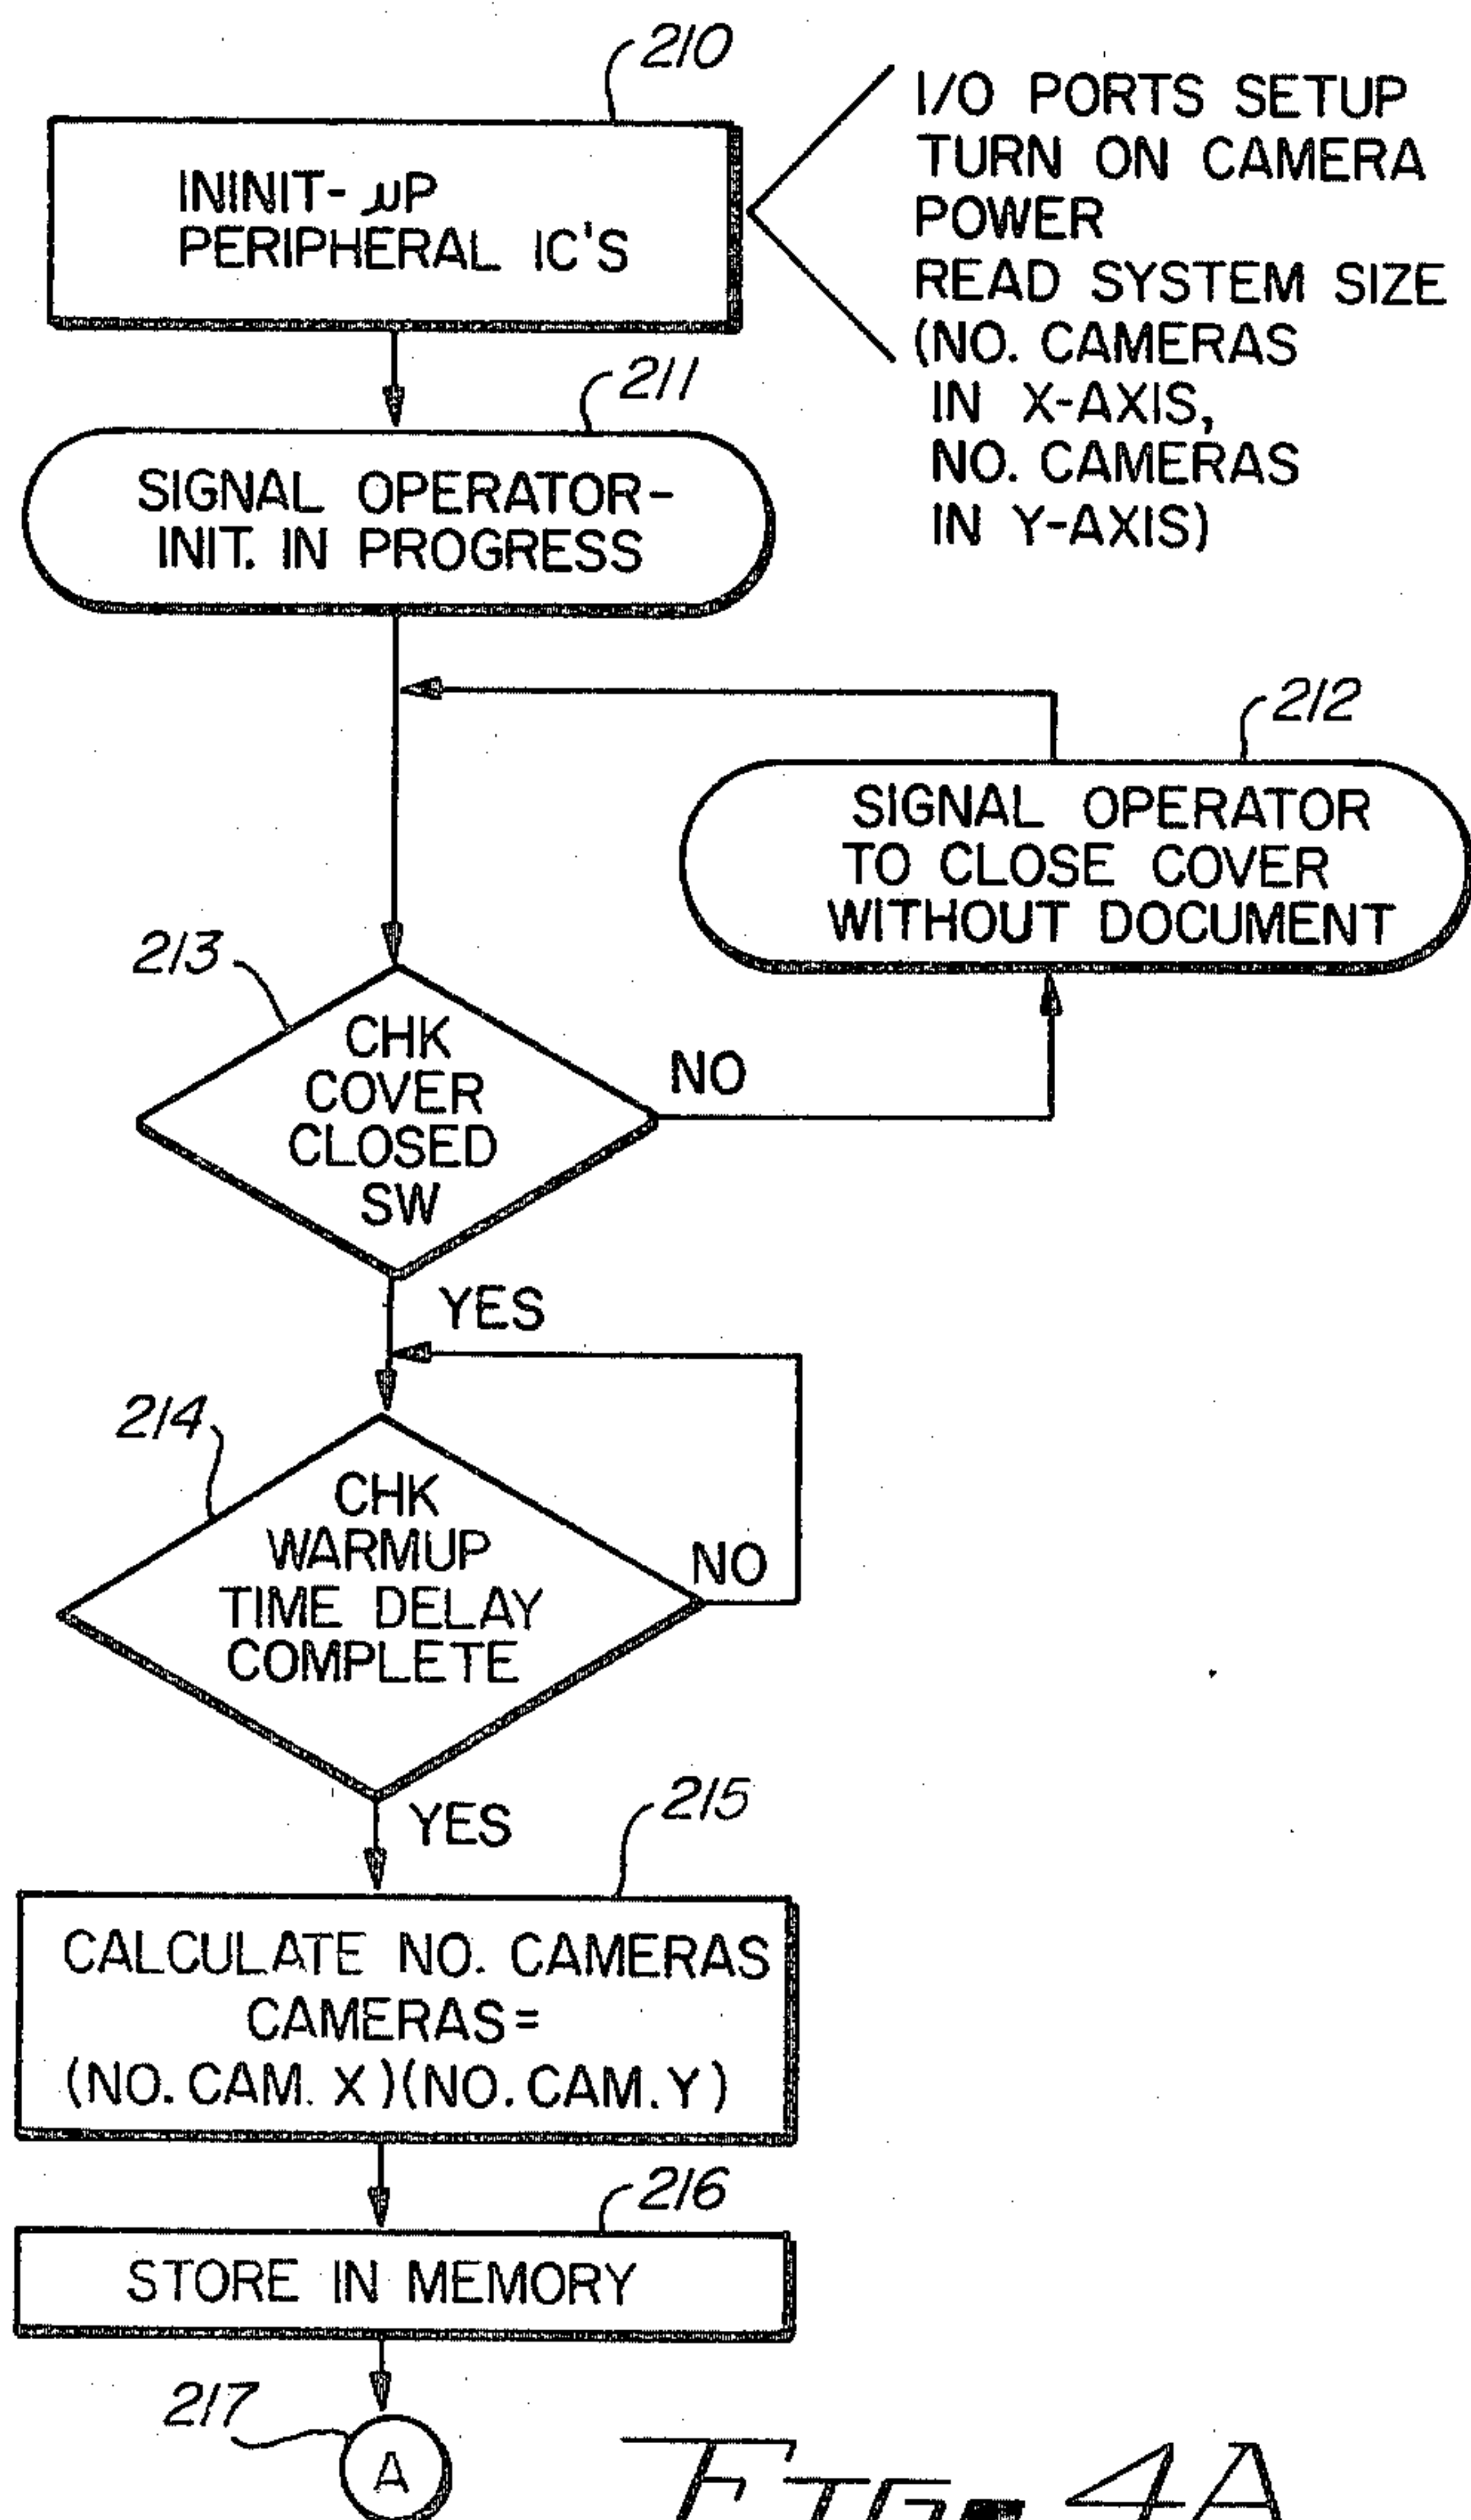 210
ININIT- μP
PERIPHERAL IC'S
I/O PORTS SETUP
TURN ON CAMERA
POWER
READ SYSTEM SIZE
(NO. CAMERAS
IN X-AXIS,
NO. CAMERAS
IN Y-AXIS)
211
SIGNAL OPERATOR-
INIT. IN PROGRESS
212
SIGNAL OPERATOR
TO CLOSE COVER
WITHOUT DOCUMENT
213
CHK
COVER
CLOSED
SW
NO
YES
214
CHK
WARMUP
TIME DELAY
COMPLETE
NO
YES
215
CALCULATE NO. CAMERAS
CAMERAS=
(NO. CAM. X)(NO. CAM. Y)
216
STORE IN MEMORY
217
A
FIG. 4A